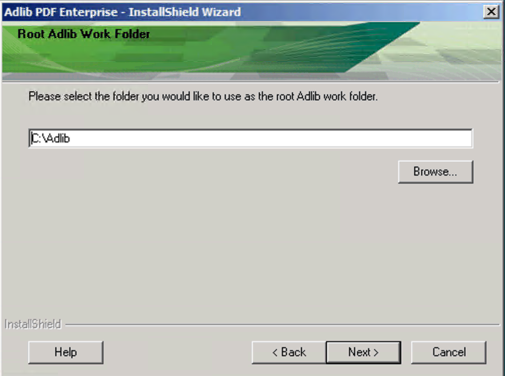 Adlib PDF Enterprise - InstallShield Wizard
Root Adlib Work Folder
Please select the folder you would like to use as the root Adlib work folder.
C:\Adlib
Browse...
InstallShield
Help
< Back
Next >
Cancel